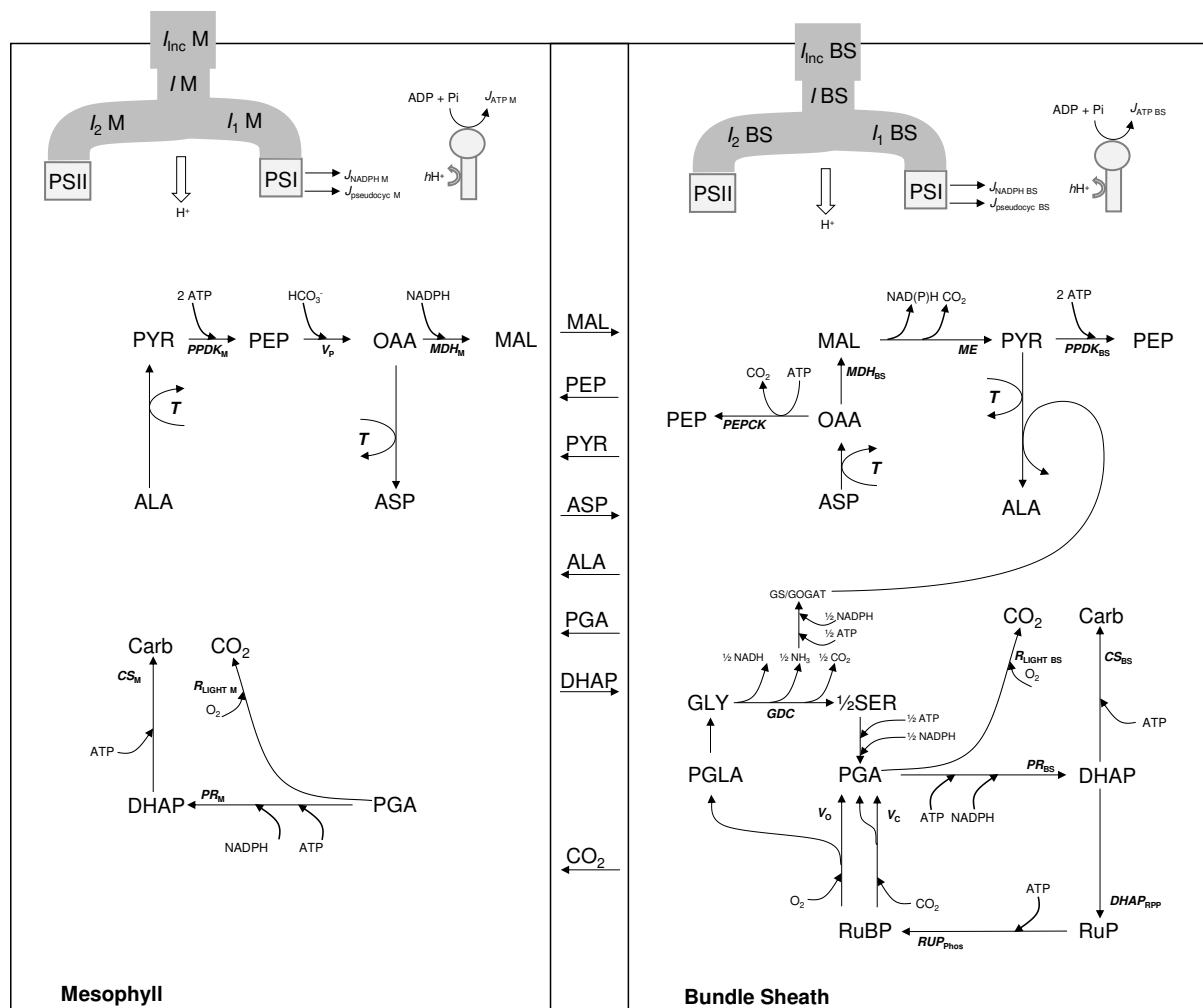 I_Inc M
I M
I₂ M
I₁ M
PSII
PSI
J_NADPH M
J_pseudocyc M
H⁺
ADP + Pi
J_ATP M
hH⁺
2 ATP
HCO₃⁻
NADPH
PYR
PEP
OAA
MAL
PPDK_M
V_P
MDH_M
T
T
ALA
ASP
Carb
CO₂
CS_M
R_LIGHT M
O₂
ATP
DHAP
PR_M
PGA
NADPH
ATP
Mesophyll
MAL
PEP
PYR
ASP
ALA
PGA
DHAP
CO₂
I_Inc BS
I BS
I₂ BS
I₁ BS
PSII
PSI
J_NADPH BS
J_pseudocyc BS
H⁺
ADP + Pi
J_ATP BS
hH⁺
NAD(P)H CO₂
2 ATP
MAL
PYR
PEP
ME
PPDK_BS
CO₂
ATP
MDH_BS
T
PEP
OAA
PEPCK
T
ASP
ALA
GS/GOGAT
½ NADPH
½ ATP
½ NADH
½ NH₃
½ CO₂
GLY
½SER
GDC
½ ATP
½ NADPH
CO₂
Carb
R_LIGHT BS
O₂
CS_BS
ATP
PGLA
PGA
PR_BS
DHAP
ATP
NADPH
V_O
V_C
O₂
CO₂
ATP
DHAP_RPP
RuBP
RUP_Phos
RuP
Bundle Sheath